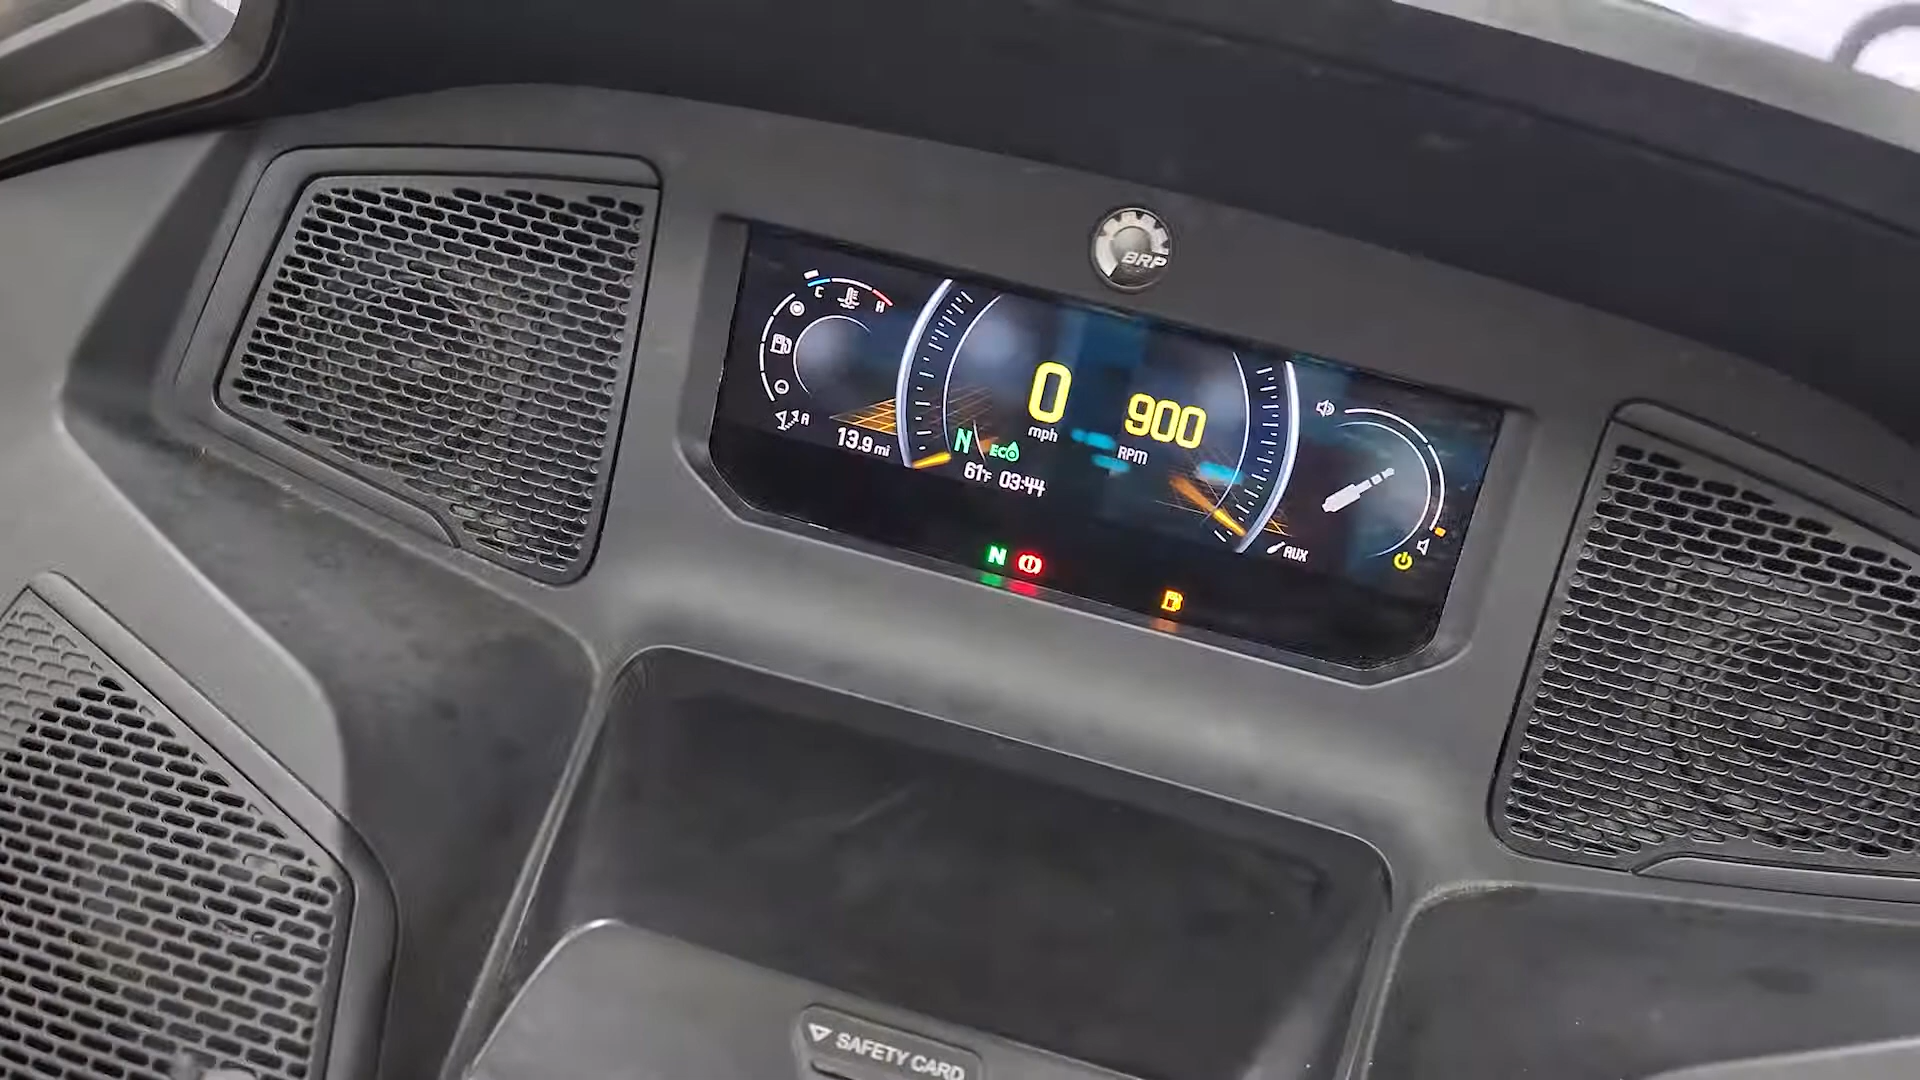 BRP
C
H
0
900
mph
RPM
A
13.9 mi
N
ECO
61°F 03:44
AUX
N
SAFETY CARD